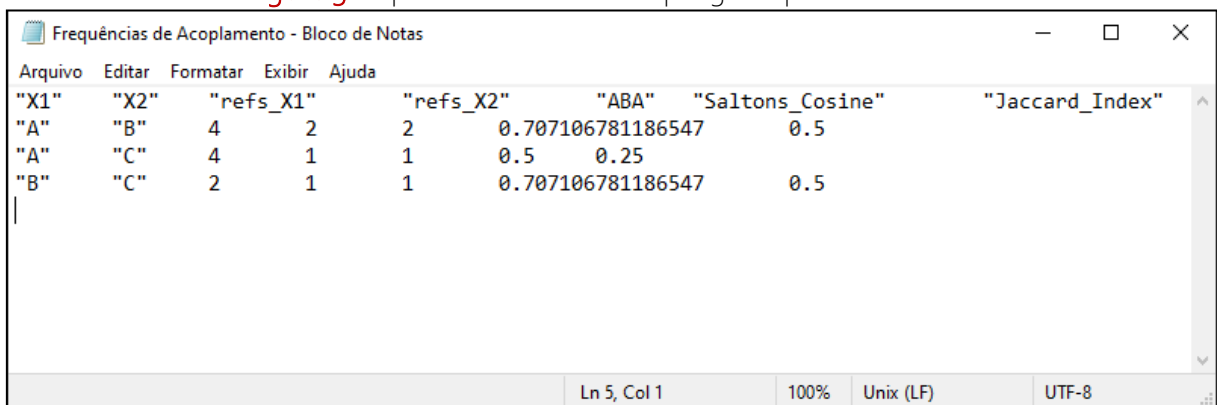 Frequências de Acoplamento - Bloco de Notas
Arquivo Editar Formatar Exibir Ajuda
"X1" "X2" "refs_X1" "refs_X2" "ABA" "Saltons_Cosine" "Jaccard_Index"
"A" "B" 4 2 2 0.707106781186547 0.5
"A" "C" 4 1 1 0.5 0.25
"B" "C" 2 1 1 0.707106781186547 0.5
Ln 5, Col 1 100% Unix (LF) UTF-8